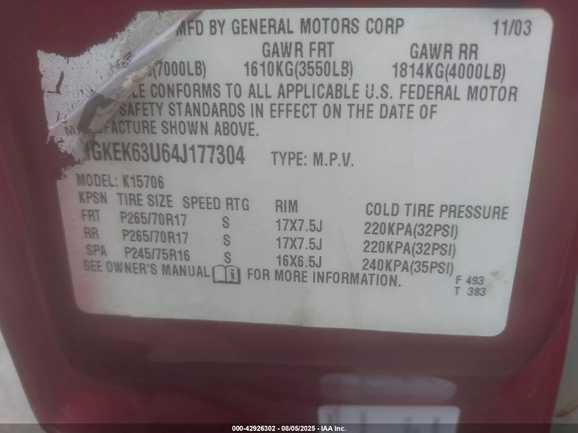 MFD BY GENERAL MOTORS CORP 11/03
GAWR FRT GAWR RR
(7000LB) 1610KG(3550LB) 1814KG(4000LB)
LE CONFORMS TO ALL APPLICABLE U.S. FEDERAL MOTOR
SAFETY STANDARDS IN EFFECT ON THE DATE OF
MANUFACTURE SHOWN ABOVE.
GKEK63U64J177304 TYPE: M.P.V.
MODEL: K15706
KPSN TIRE SIZE SPEED RTG RIM COLD TIRE PRESSURE
FRT P265/70R17 S 17X7.5J 220KPA(32PSI)
RR P265/70R17 S 17X7.5J 220KPA(32PSI)
SPA P245/75R16 S 16X6.5J 240KPA(35PSI)
SEE OWNER'S MANUAL FOR MORE INFORMATION.
F 493
T 383
000-42926302 - 08/05/2025 - IAA Inc.